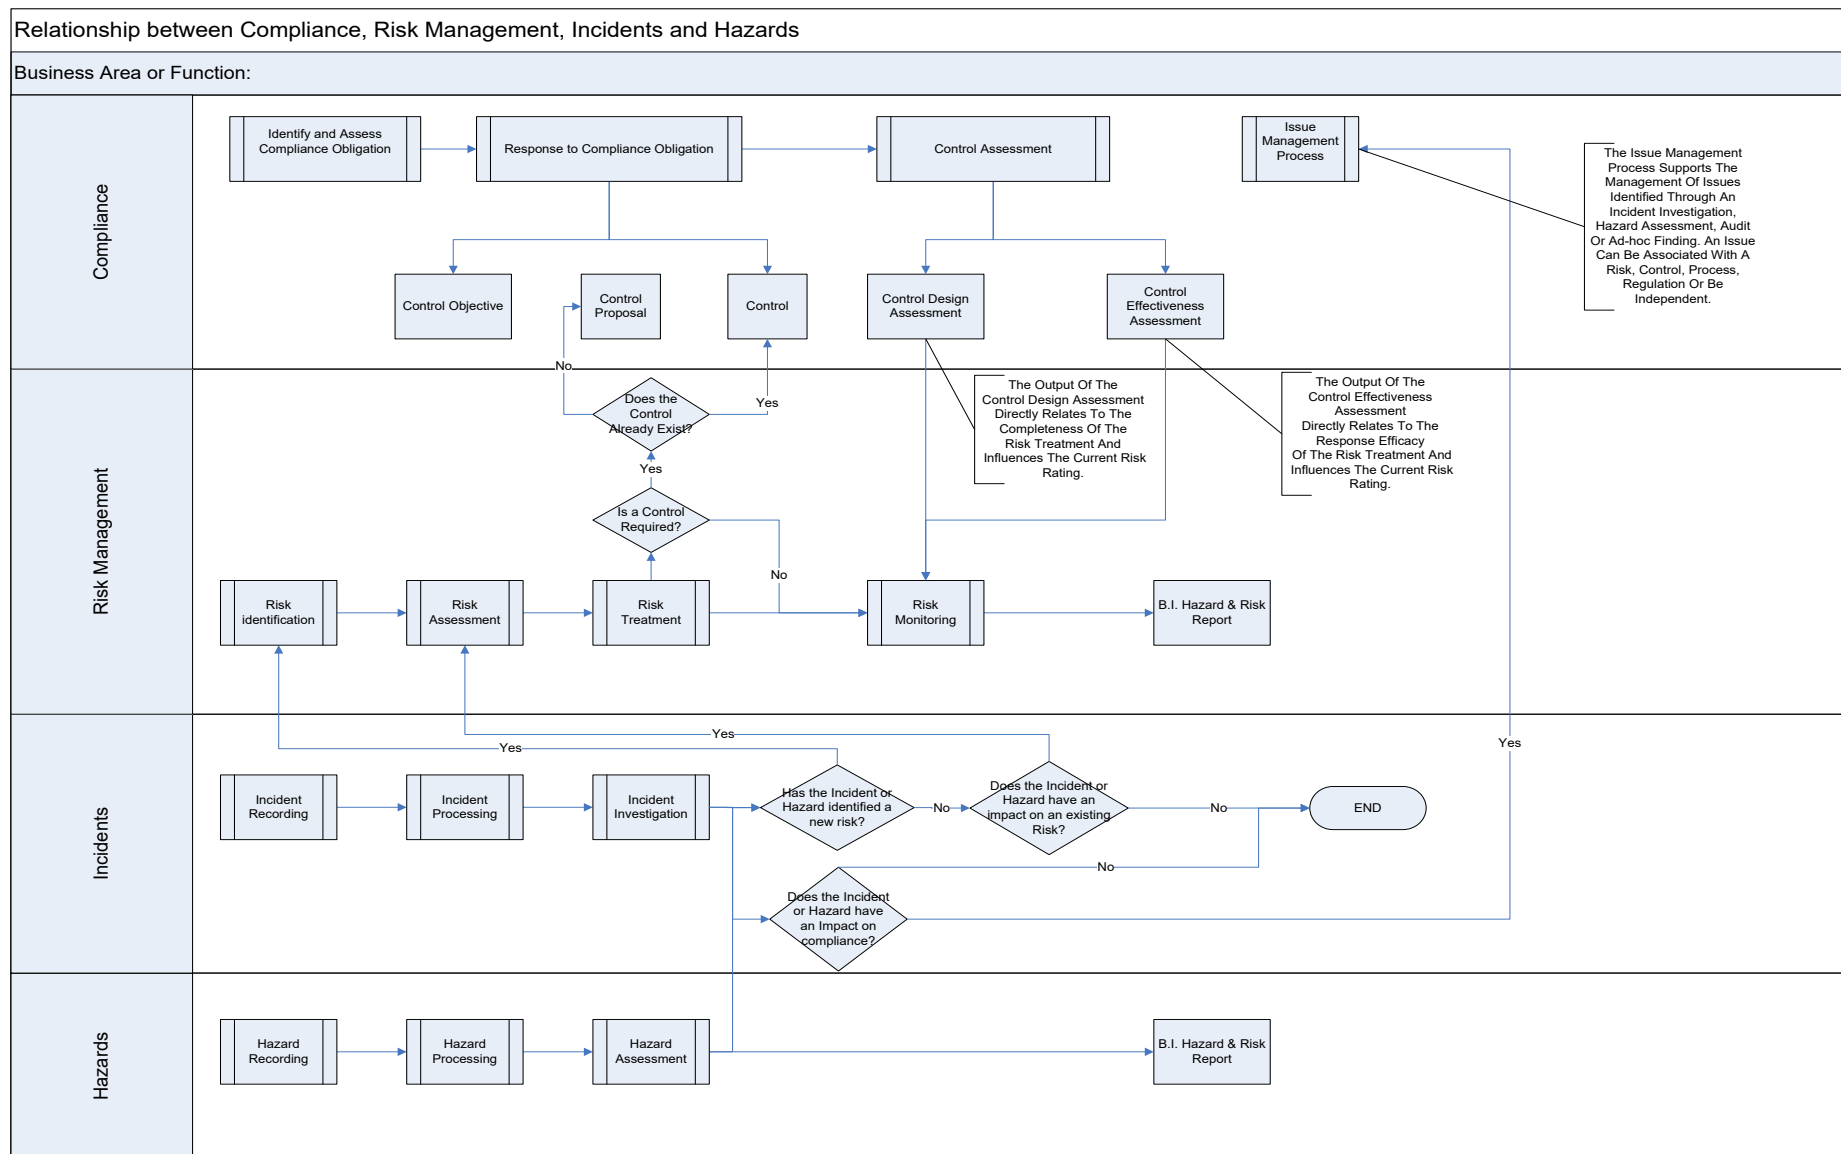 Relationship between Compliance, Risk Management, Incidents and Hazards
Business Area or Function:
Compliance
Identify and Assess
Compliance Obligation
Response to Compliance Obligation
Control Assessment
Issue
Management
Process
The Issue Management
Process Supports The
Management Of Issues
Identified Through An
Incident Investigation,
Hazard Assessment, Audit
Or Ad-hoc Finding. An Issue
Can Be Associated With A
Risk, Control, Process,
Regulation Or Be
Independent.
Control Objective
Control
Proposal
Control
Control Design
Assessment
Control
Effectiveness
Assessment
Risk Management
No
Does the
Control
Already Exist?
Yes
The Output Of The
Control Design Assessment
Directly Relates To The
Completeness Of The
Risk Treatment And
Influences The Current Risk
Rating.
The Output Of The
Control Effectiveness
Assessment
Directly Relates To The
Response Efficacy
Of The Risk Treatment And
Influences The Current Risk
Rating.
Yes
Is a Control
Required?
No
Risk
identification
Risk
Assessment
Risk
Treatment
Risk
Monitoring
B.I. Hazard & Risk
Report
Incidents
Yes
Yes
Yes
Incident
Recording
Incident
Processing
Incident
Investigation
Has the Incident or
Hazard identified a
new risk?
No
Does the Incident or
Hazard have an
impact on an existing
Risk?
No
END
No
Does the Incident
or Hazard have
an Impact on
compliance?
Hazards
Hazard
Recording
Hazard
Processing
Hazard
Assessment
B.I. Hazard & Risk
Report